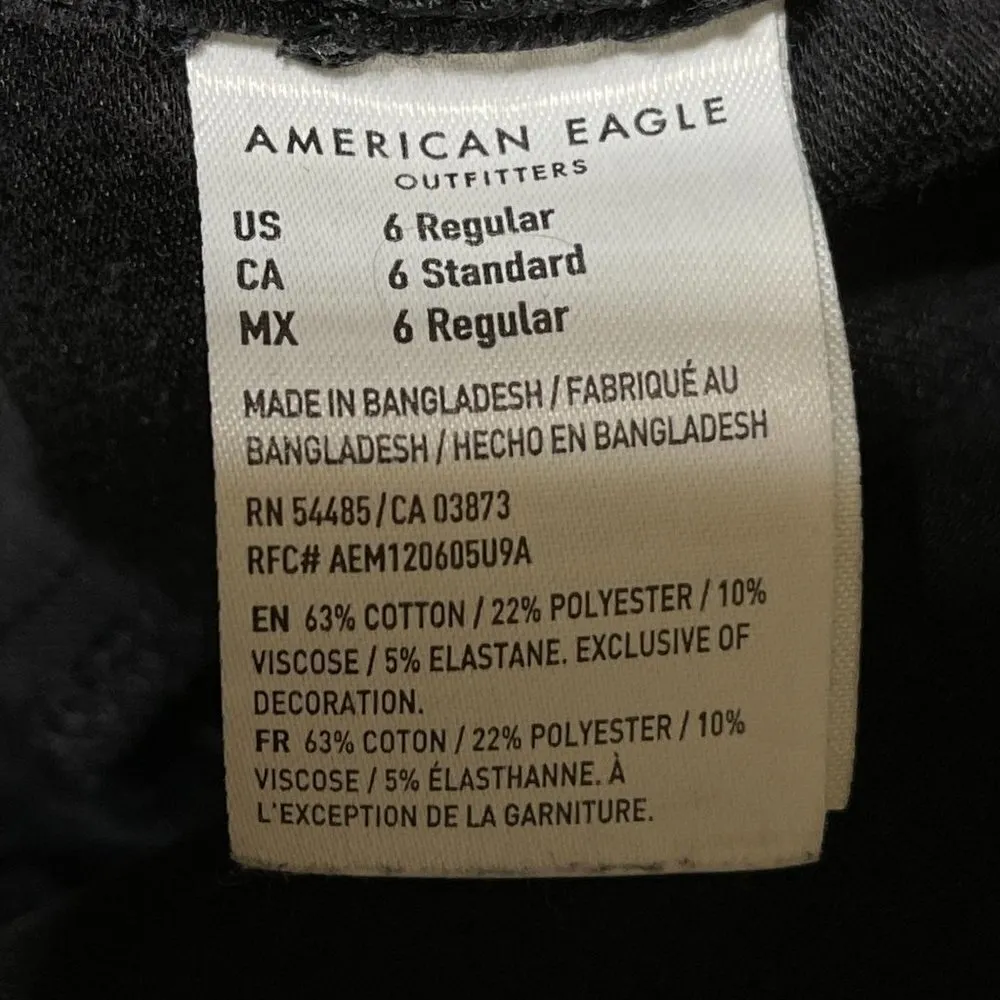 AMERICAN EAGLE
OUTFITTERS
US 6 Regular
CA 6 Standard
MX 6 Regular
MADE IN BANGLADESH / FABRIQUÉ AU
BANGLADESH / HECHO EN BANGLADESH
RN 54485/CA 03873
RFC# AEM120605U9A
EN 63% COTTON / 22% POLYESTER / 10%
VISCOSE / 5% ELASTANE. EXCLUSIVE OF
DECORATION.
FR 63% COTON / 22% POLYESTER / 10%
VISCOSE / 5% ÉLASTHANNE. À
L'EXCEPTION DE LA GARNITURE.